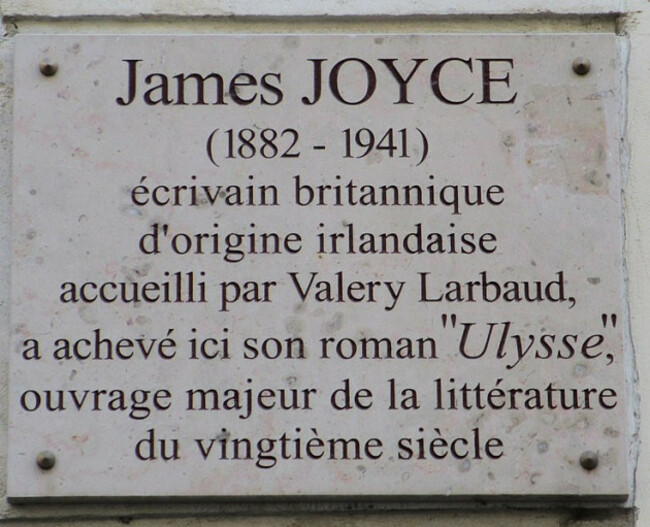 James JOYCE
(1882 - 1941)
écrivain britannique
d'origine irlandaise
accueilli par Valery Larbaud,
a achevé ici son roman "Ulysse",
ouvrage majeur de la littérature
du vingtième siècle